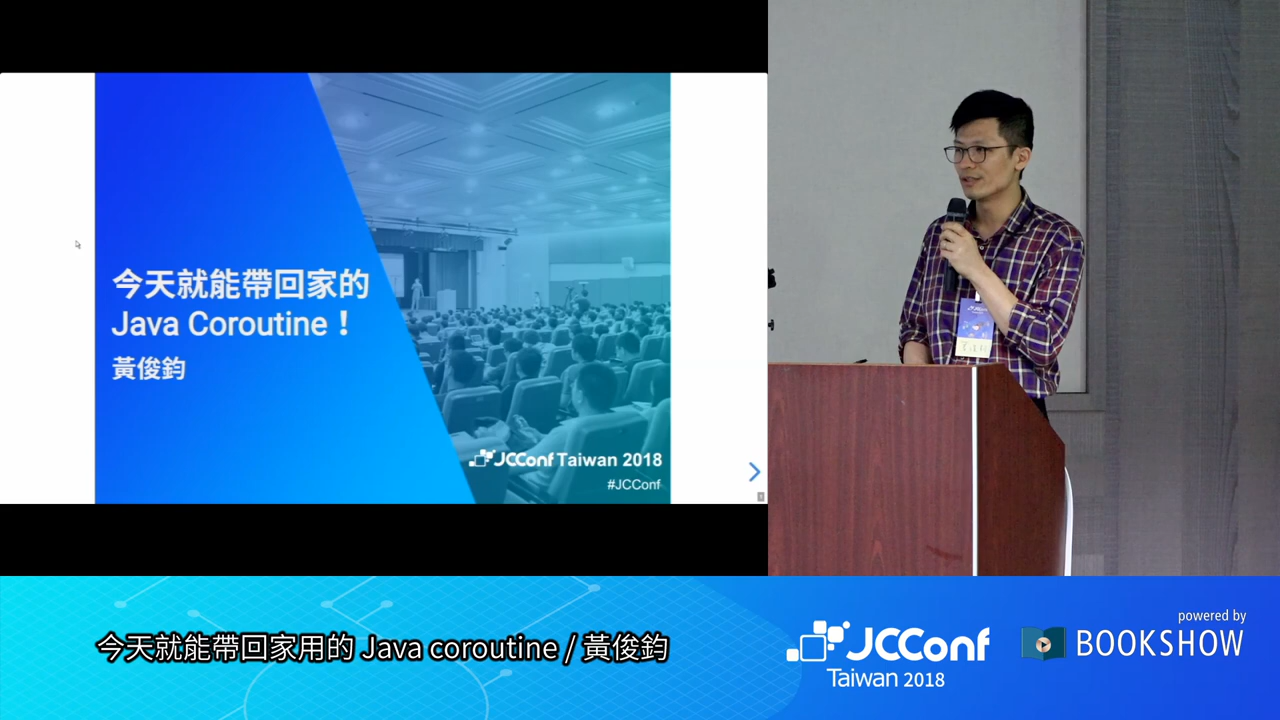 今天就能帶回家的
Java Coroutine！
黃俊鈞
JCConf Taiwan 2018
#JCConf
今天就能帶回家用的 Java coroutine / 黃俊鈞
JCConf
Taiwan 2018
powered by
BOOKSHOW